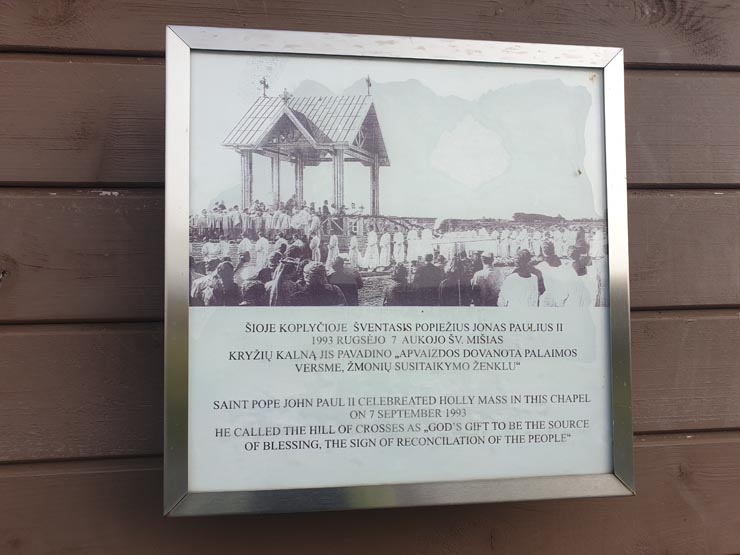 ŠIOJE KOPLYČIOJE ŠVENTASIS POPIEŽIUS JONAS PAULIUS II
1993 RUGSĖJO 7 AUKOJO ŠV. MIŠIAS
KRYŽIŲ KALNĄ JIS PAVADINO „APVAIZDOS DOVANOTA PALAIMOS
VERSME, ŽMONIŲ SUSITAIKYMO ŽENKLU“
SAINT POPE JOHN PAUL II CELEBREATED HOLLY MASS IN THIS CHAPEL
ON 7 SEPTEMBER 1993
HE CALLED THE HILL OF CROSSES AS „GOD'S GIFT TO BE THE SOURCE
OF BLESSING, THE SIGN OF RECONCILATION OF THE PEOPLE“